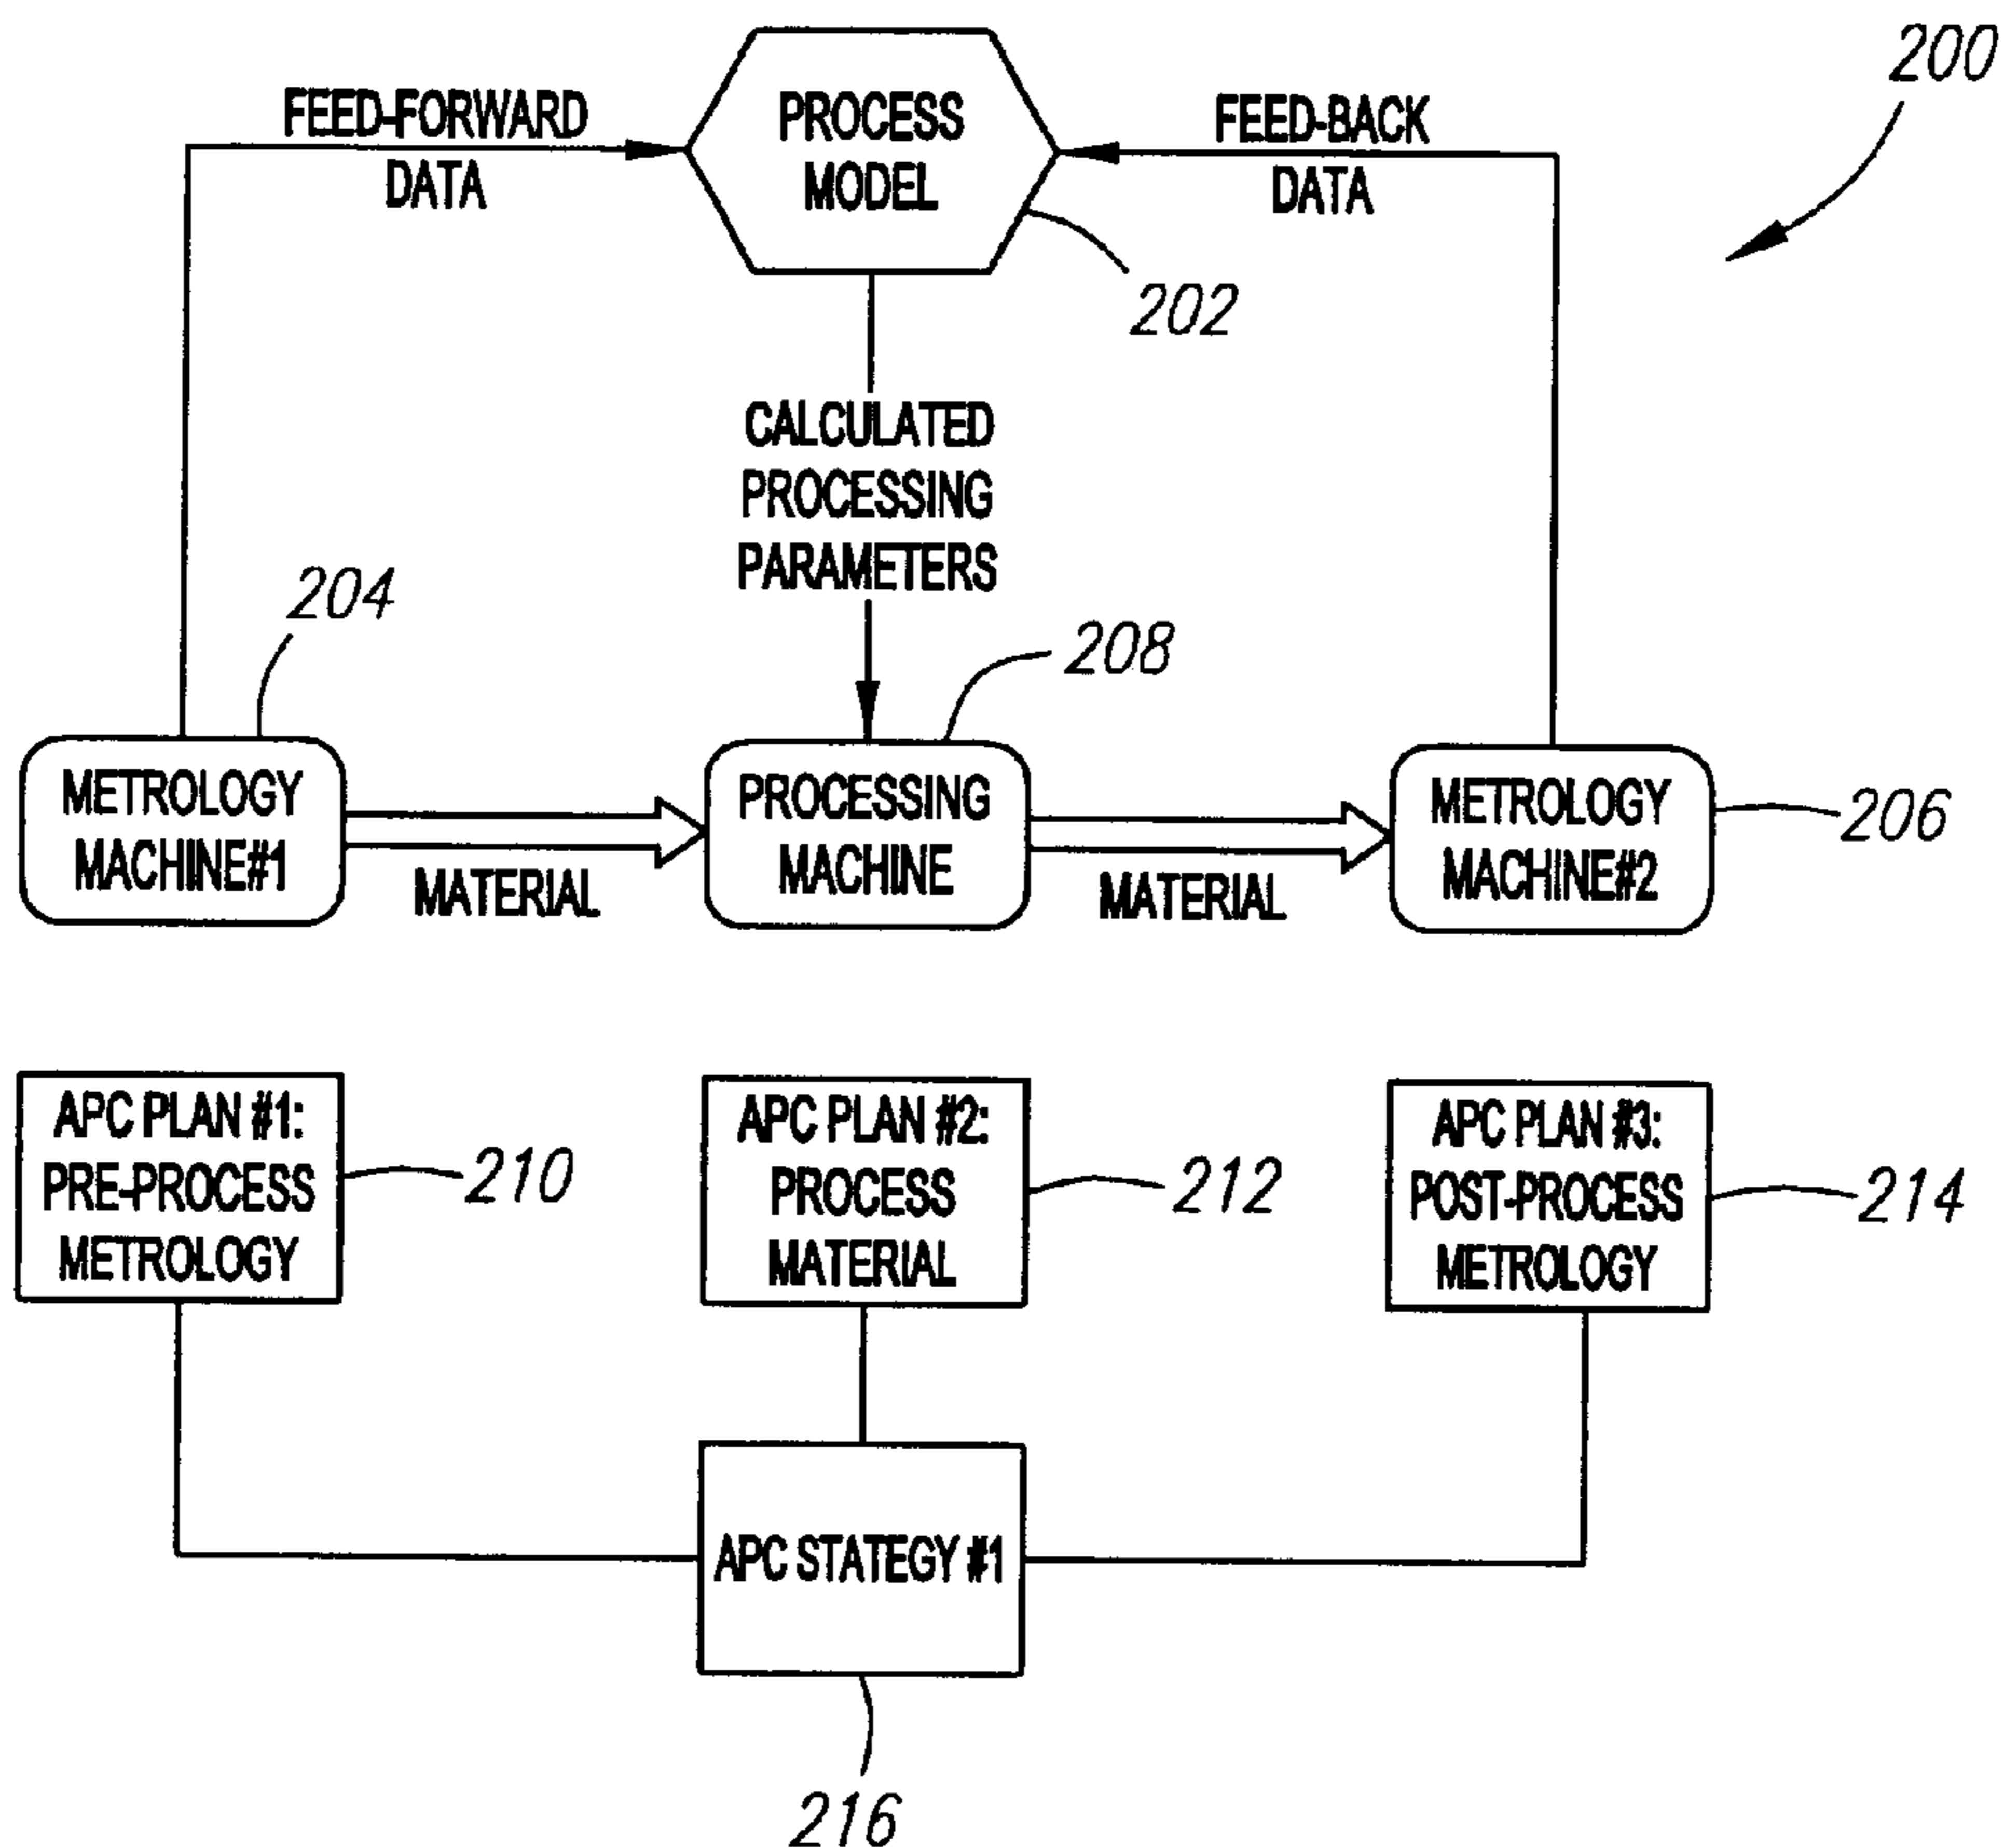 200
FEED-FORWARD
DATA
PROCESS
MODEL
FEED-BACK
DATA
202
CALCULATED
PROCESSING
PARAMETERS
204
208
METROLOGY
MACHINE#1
MATERIAL
PROCESSING
MACHINE
MATERIAL
METROLOGY
MACHINE#2
206
APC PLAN #1:
PRE-PROCESS
METROLOGY
210
APC PLAN #2:
PROCESS
MATERIAL
212
APC PLAN #3:
POST-PROCESS
METROLOGY
214
APC STATEGY #1
216